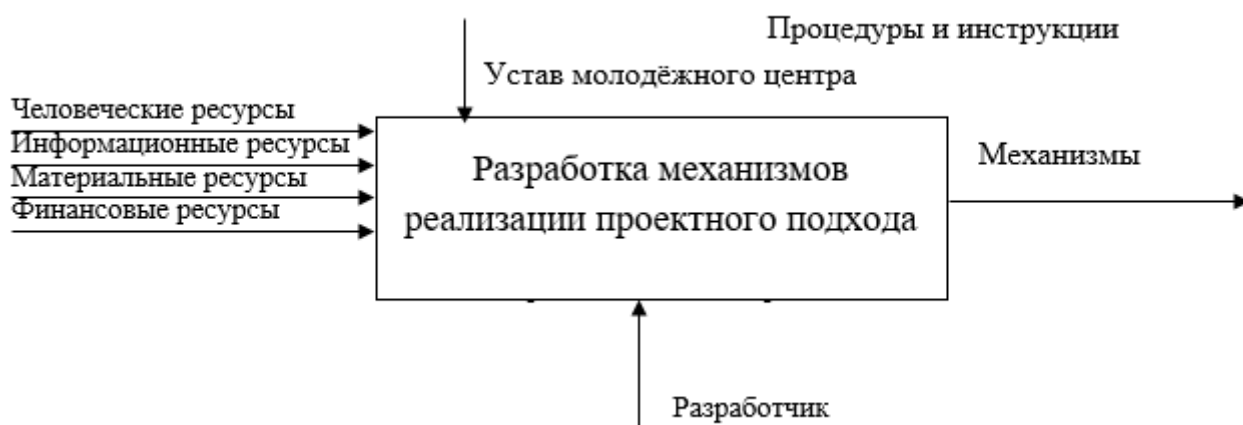 Процедуры и инструкции
Устав молодёжного центра
Человеческие ресурсы
Информационные ресурсы
Материальные ресурсы
Финансовые ресурсы
Разработка механизмов
реализации проектного подхода
Механизмы
Разработчик